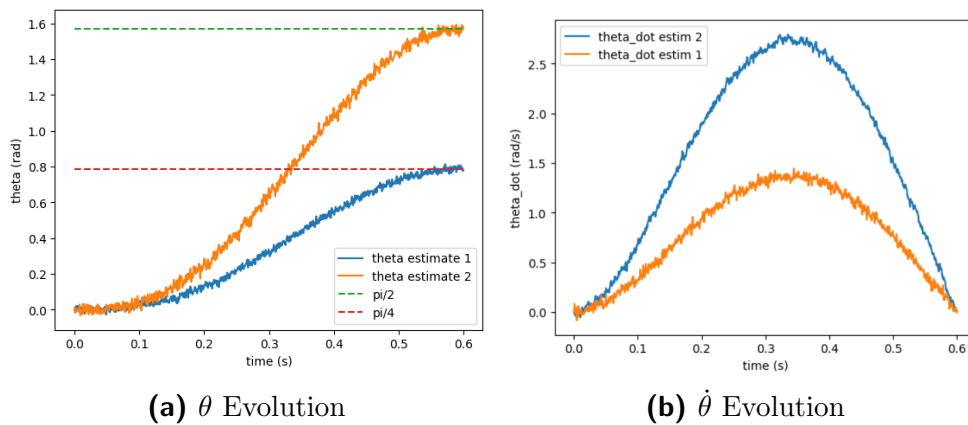 1.6
1.4
1.2
1.0
0.8
0.6
0.4
0.2
0.0
theta (rad)
theta estimate 1
theta estimate 2
pi/2
pi/4
0.0 0.1 0.2 0.3 0.4 0.5 0.6
time (s)
(a) θ Evolution
theta_dot estim 2
theta_dot estim 1
2.5
2.0
1.5
1.0
0.5
0.0
theta_dot (rad/s)
0.0 0.1 0.2 0.3 0.4 0.5 0.6
time (s)
(b) θ̇ Evolution